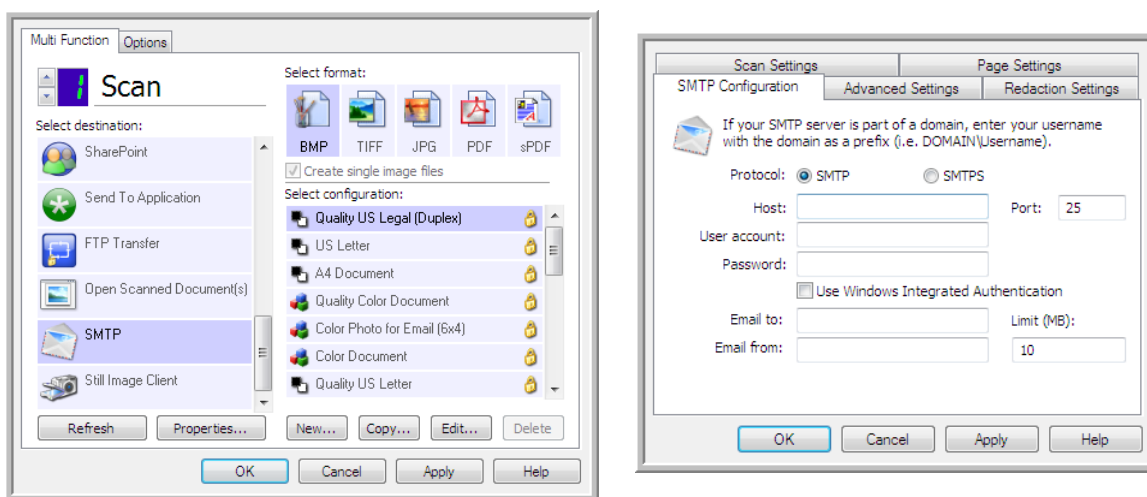 Multi Function
Options
1
Scan
Select destination:
SharePoint
Send To Application
FTP Transfer
Open Scanned Document(s)
SMTP
Still Image Client
Refresh
Properties...
Select format:
BMP
TIFF
JPG
PDF
sPDF
Create single image files
Select configuration:
Quality US Legal (Duplex)
US Letter
A4 Document
Quality Color Document
Color Photo for Email (6x4)
Color Document
Quality US Letter
New...
Copy...
Edit...
Delete
OK
Cancel
Apply
Help
Scan Settings
Page Settings
SMTP Configuration
Advanced Settings
Redaction Settings
If your SMTP server is part of a domain, enter your username
with the domain as a prefix (i.e. DOMAIN\Username).
Protocol: SMTP SMTPS
Host:
Port: 25
User account:
Password:
Use Windows Integrated Authentication
Email to:
Limit (MB):
Email from:
10
OK
Cancel
Apply
Help